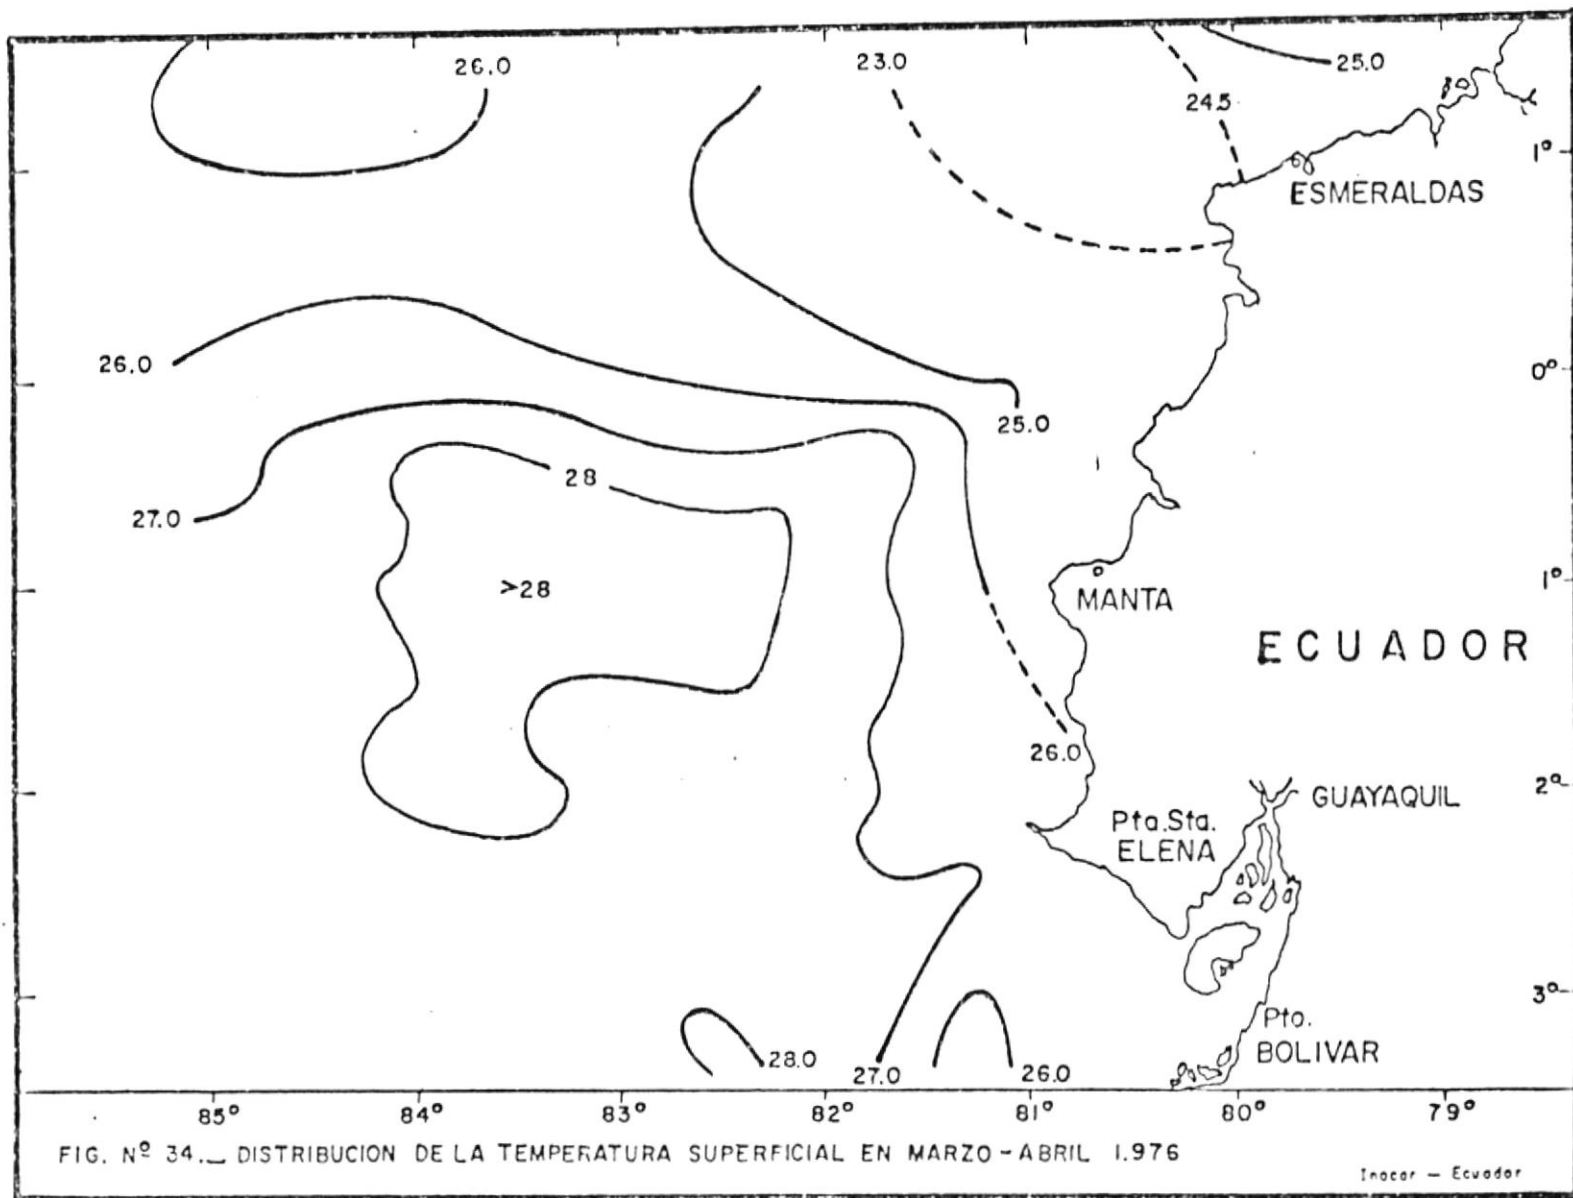 26.0
23.0
25.0
24.5
1°
ESMERALDAS
26.0
0°
25.0
28
27.0
>28
1°
MANTA
ECUADOR
26.0
2°
GUAYAQUIL
Pta.Sta.
ELENA
3°
Pto.
BOLIVAR
28.0
27.0
26.0
85°
84°
83°
82°
81°
80°
79°
FIG. Nº 34._ DISTRIBUCION DE LA TEMPERATURA SUPERFICIAL EN MARZO-ABRIL 1.976
Inocar - Ecuador